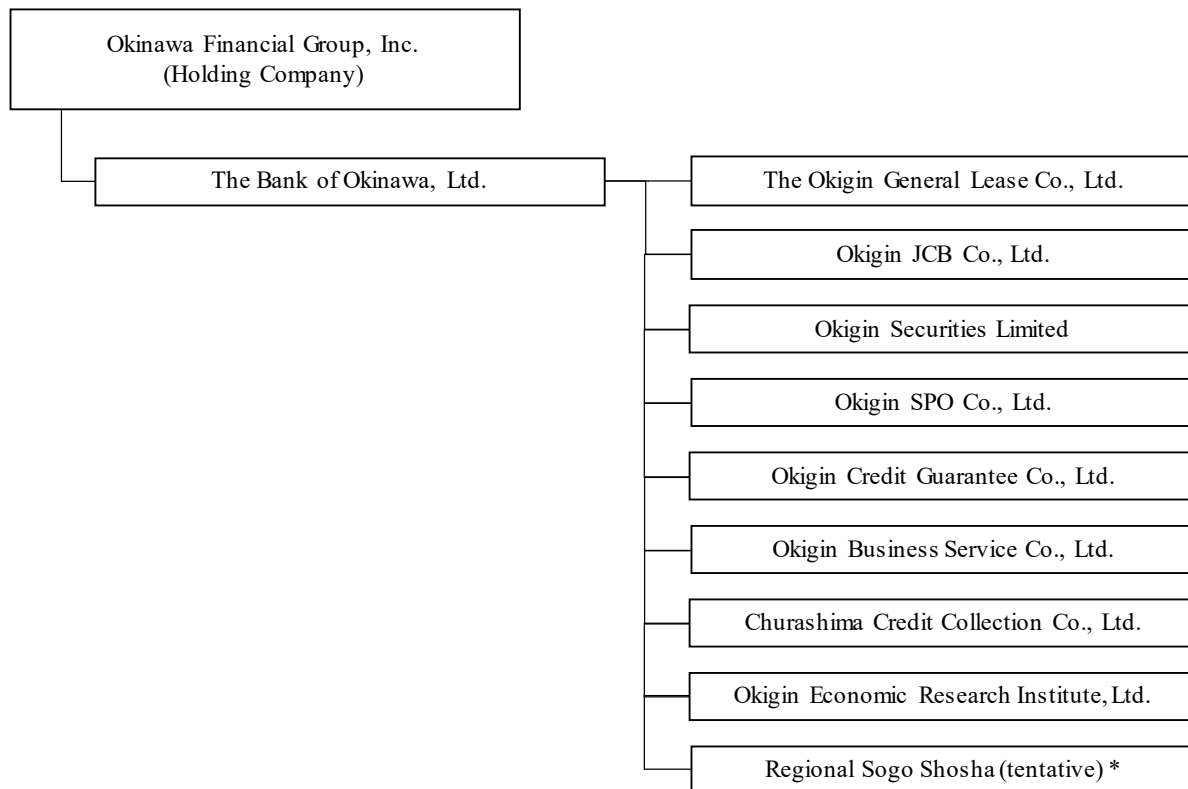 Okinawa Financial Group, Inc.
(Holding Company)
The Bank of Okinawa, Ltd.
The Okigin General Lease Co., Ltd.
Okigin JCB Co., Ltd.
Okigin Securities Limited
Okigin SPO Co., Ltd.
Okigin Credit Guarantee Co., Ltd.
Okigin Business Service Co., Ltd.
Churashima Credit Collection Co., Ltd.
Okigin Economic Research Institute, Ltd.
Regional Sogo Shosha (tentative) *